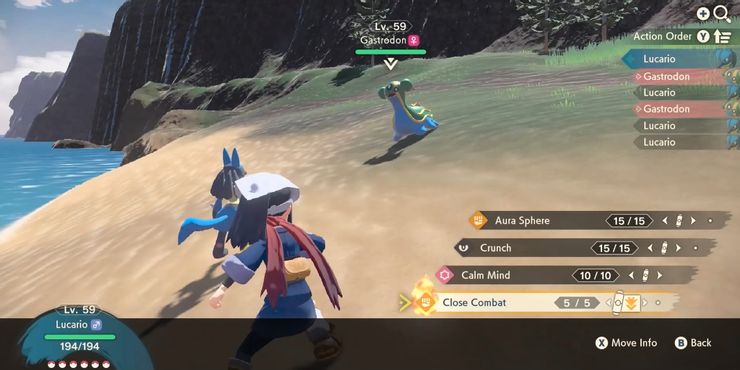 Lv. 59
Gastrodon ♀
Action Order Y
Lucario
Gastrodon
Lucario
Gastrodon
Lucario
Lucario
Aura Sphere 15 / 15
Crunch 15 / 15
Calm Mind 10 / 10
Close Combat 5 / 5
Lv. 59
Lucario ♂
194/194
X Move Info B Back